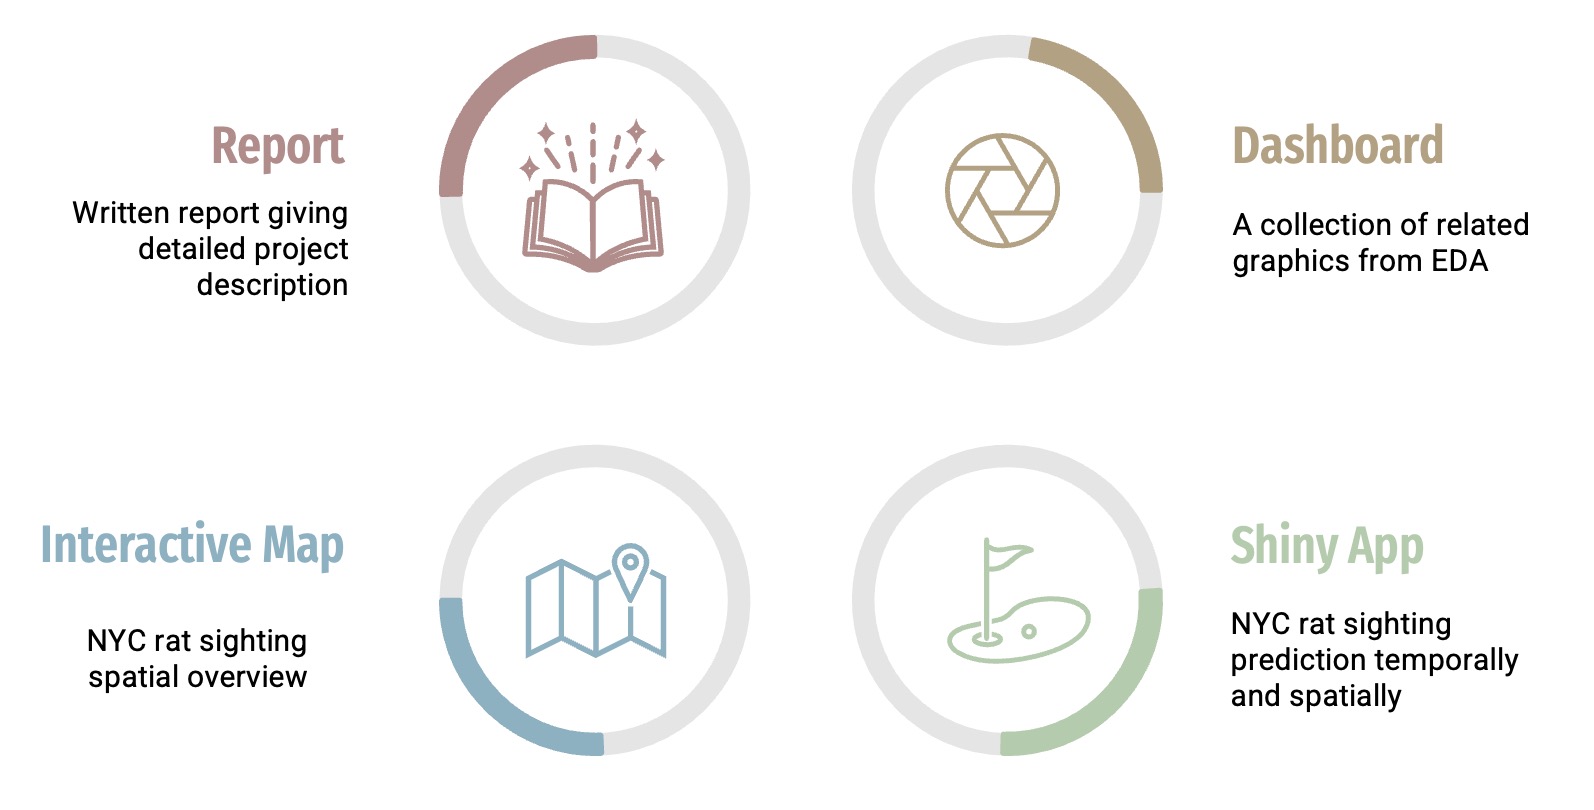 Report
Written report giving
detailed project
description
Dashboard
A collection of related
graphics from EDA
Interactive Map
NYC rat sighting
spatial overview
Shiny App
NYC rat sighting
prediction temporally
and spatially